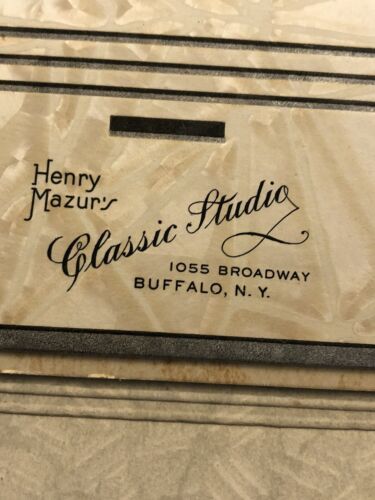 Henry
Mazur's
Classic Studio
1055 BROADWAY
BUFFALO, N. Y.